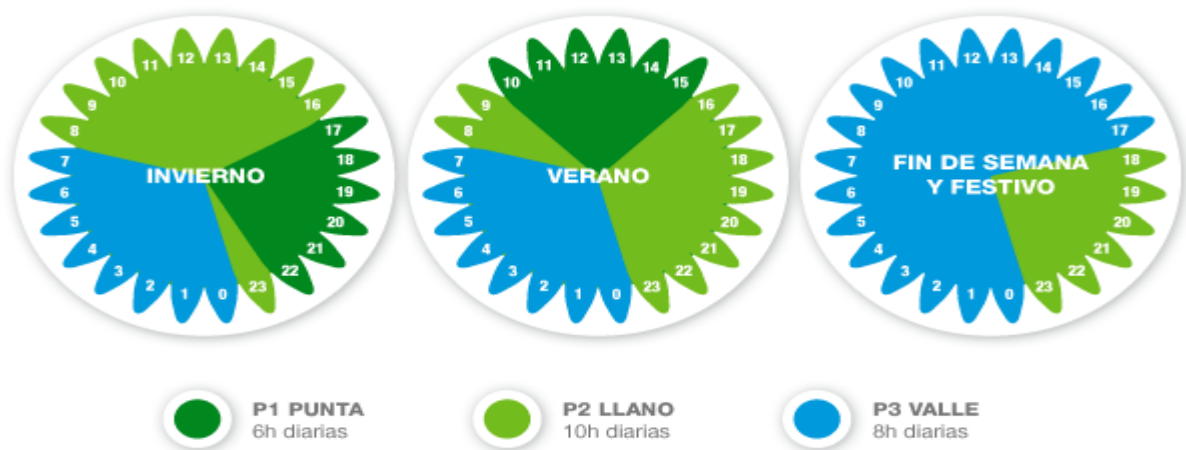 12 13
11 14
10 15
9 16
8 17
7 INVIERNO 18
6 19
5 20
4 21
3 22
2 1 0 23
12 13
11 14
10 15
9 16
8 17
7 VERANO 18
6 19
5 20
4 21
3 22
2 1 0 23
12 13
11 14
10 15
9 16
8 17
7 FIN DE SEMANA 18
6 Y FESTIVO 19
5 20
4 21
3 22
2 1 0 23
P1 PUNTA
6h diarias
P2 LLANO
10h diarias
P3 VALLE
8h diarias